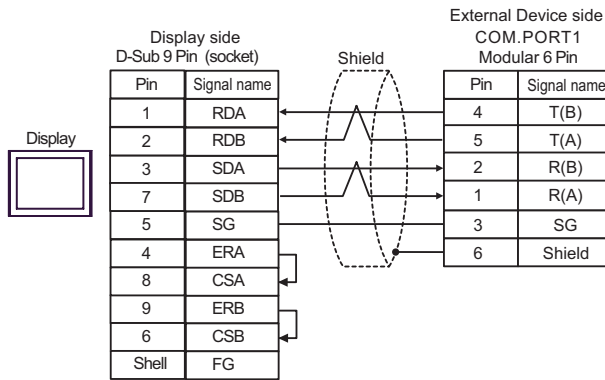 External Device side
COM.PORT1
Modular 6 Pin
Display side
D-Sub 9 Pin (socket)
Shield
Display
Pin Signal name
1 RDA
2 RDB
3 SDA
7 SDB
5 SG
4 ERA
8 CSA
9 ERB
6 CSB
Shell FG
Pin Signal name
4 T(B)
5 T(A)
2 R(B)
1 R(A)
3 SG
6 Shield